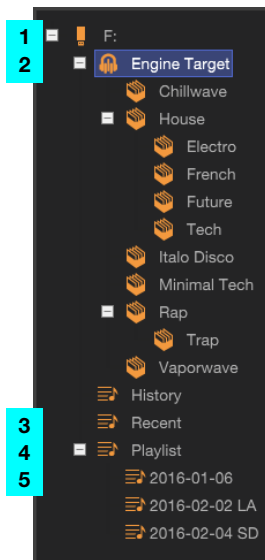 1 F:
2 Engine Target
Chillwave
House
Electro
French
Future
Tech
Italo Disco
Minimal Tech
Rap
Trap
Vaporwave
History
3 Recent
4 Playlist
5 2016-01-06
2016-02-02 LA
2016-02-04 SD